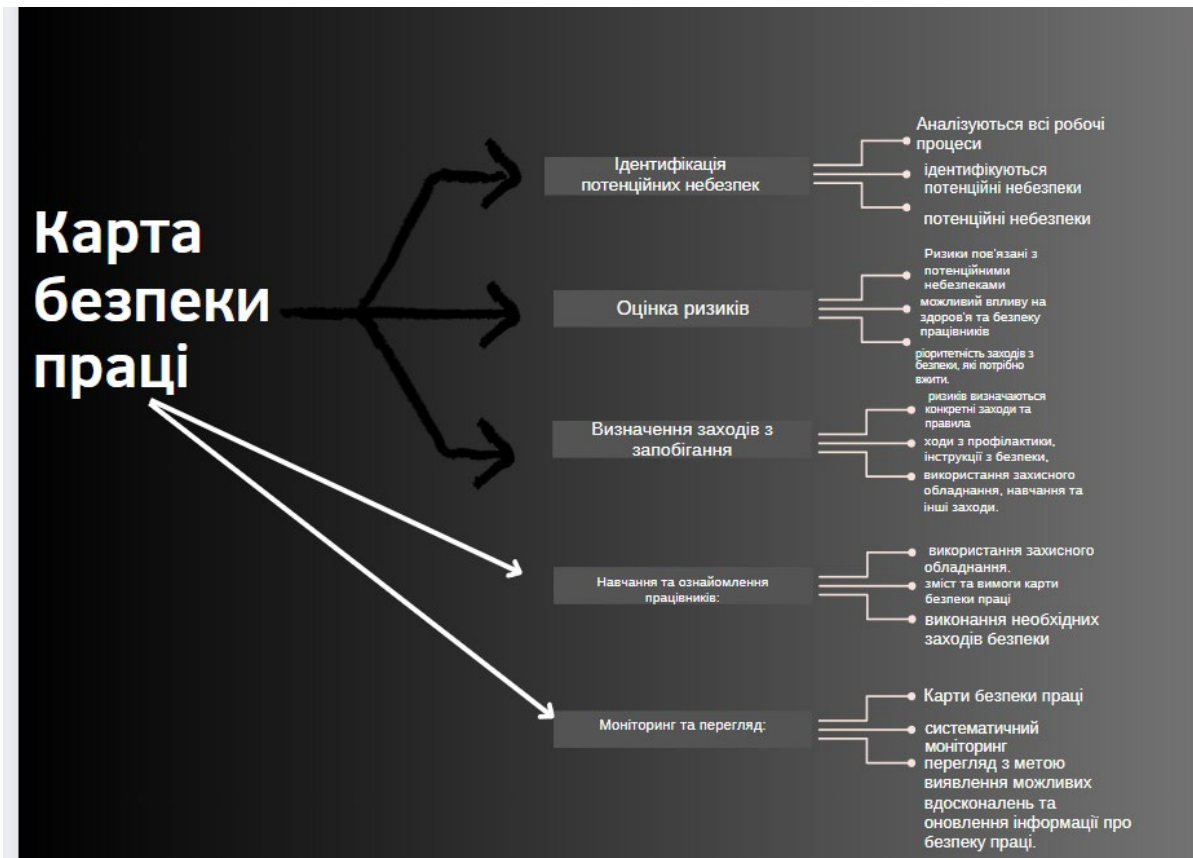 Карта
безпеки
праці
Ідентифікація
потенційних небезпек
Аналізуються всі робочі
процеси
ідентифікуються
потенційні небезпеки
потенційні небезпеки
Оцінка ризиків
Ризики пов'язані з
потенційними
небезпеками
можливий впливу на
здоров'я та безпеку
працівників
ріоритетність заходів з
безпеки, які потрібно
вжити.
Визначення заходів з
запобігання
ризиків визначаються
конкретні заходи та
правила
ходи з профілактики,
інструкції з безпеки,
використання захисного
обладнання, навчання та
інші заходи.
Навчання та ознайомлення
працівників:
використання захисного
обладнання.
зміст та вимоги карти
безпеки праці
виконання необхідних
заходів безпеки
Моніторинг та перегляд:
Карти безпеки праці
систематичний
моніторинг
перегляд з метою
виявлення можливих
вдосконалень та
оновлення інформації про
безпеку праці.